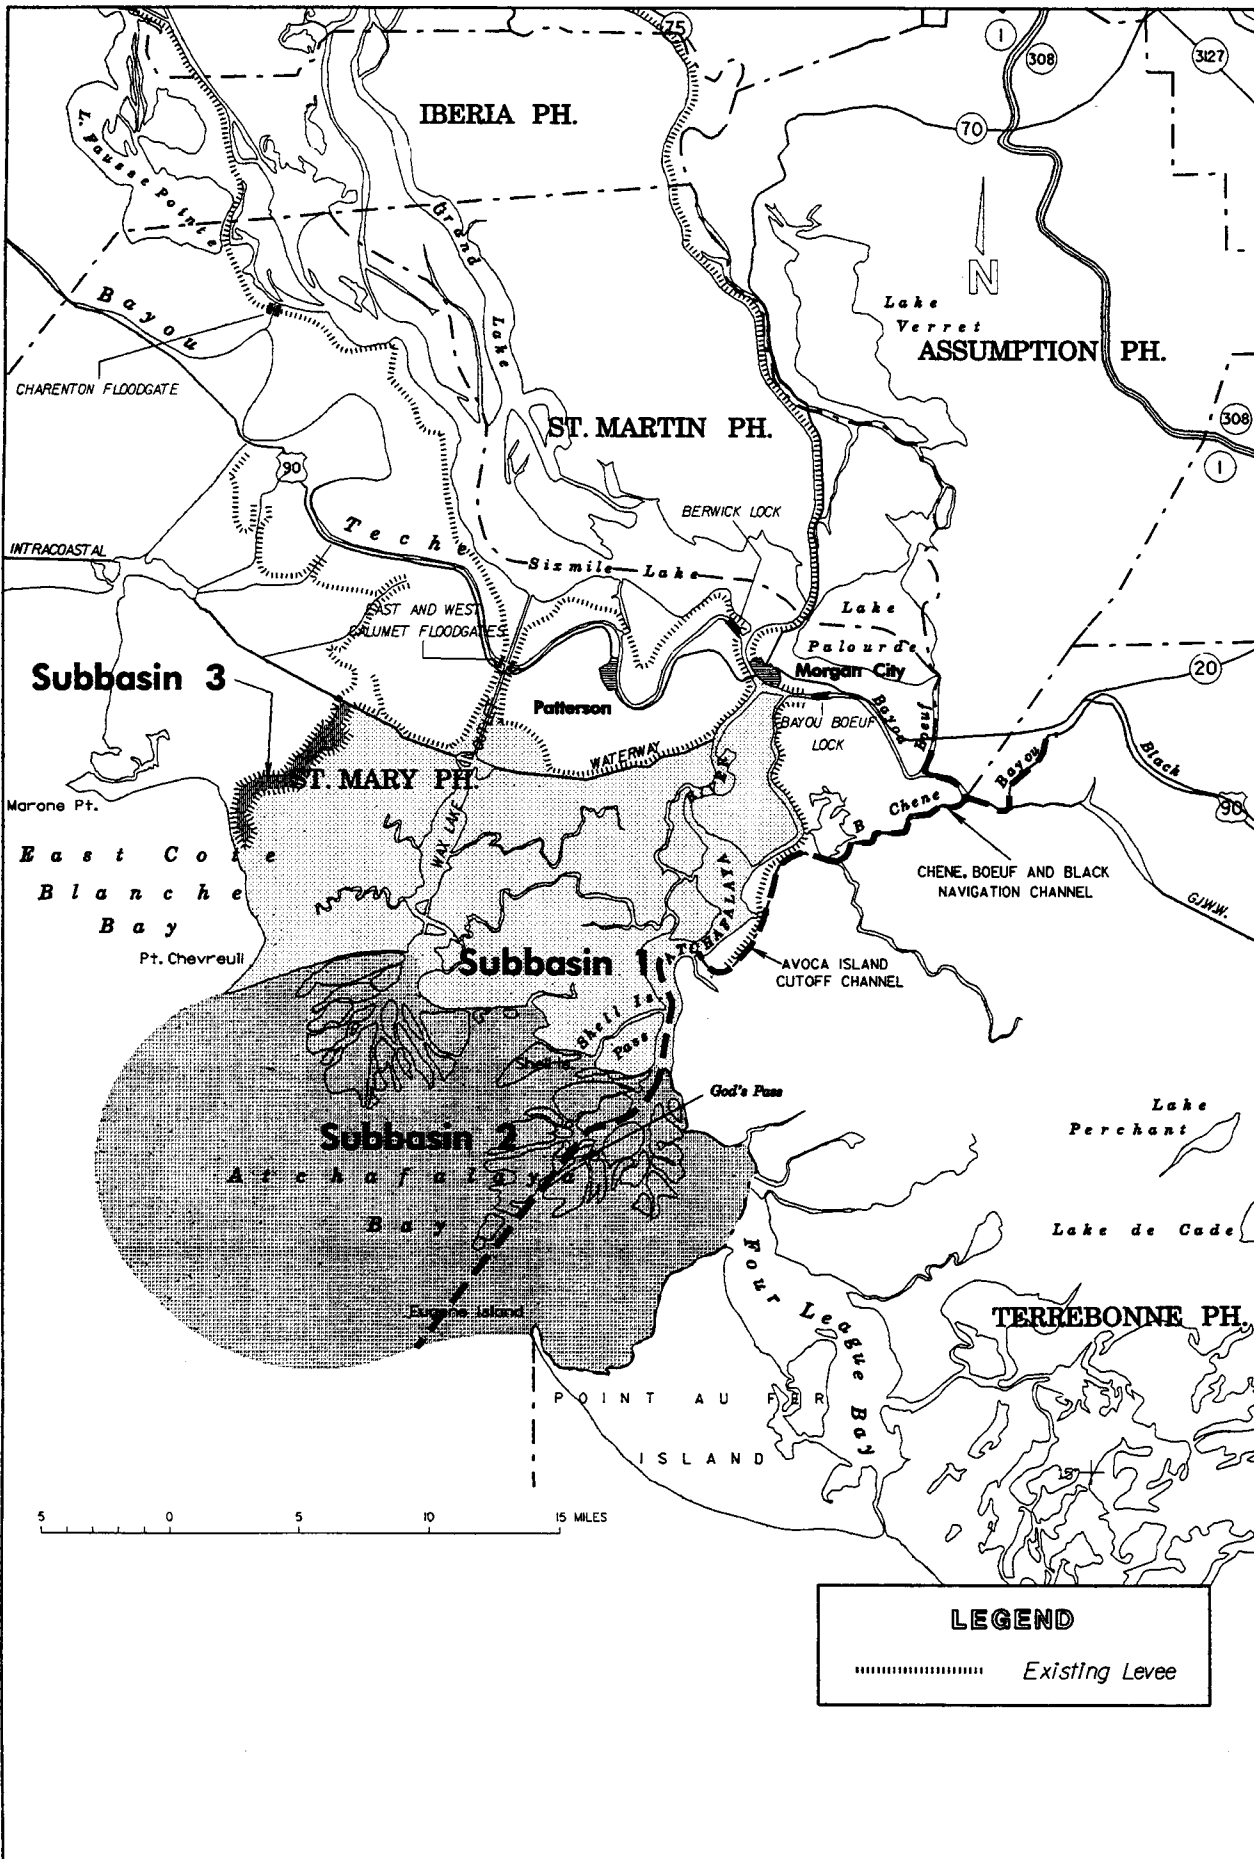 75
1
308
3127
IBERIA PH.
70
L. Fausse Pointe
Grand
Lake
N
Bayou
Lake
Verret
ASSUMPTION PH.
CHARENTON FLOODGATE
ST. MARTIN PH.
308
1
90
BERWICK LOCK
Teche
INTRACOASTAL
Sixmile Lake
EAST AND WEST
CALUMET FLOODGATES
Lake
Palourde
Subbasin 3
Morgan City
20
Patterson
BAYOU BOEUF
LOCK
Bayou
Boeuf
OUTLET
WATERWAY
RIVER
Bayou
Black
ST. MARY PH.
Marone Pt.
B Chene
90
WAX LAKE
East Cote
Blanche
Bay
CHENE, BOEUF AND BLACK
NAVIGATION CHANNEL
G.I.W.W.
ATCHAFALAYA
Pt. Chevreuil
Subbasin 1
AVOCA ISLAND
CUTOFF CHANNEL
Shell Is.
Pass
Shell Is.
God's Pass
Lake
Perchant
Subbasin 2
Atchafalaya
Bay
Lake de Cade
Four League Bay
Eugene Island
TERREBONNE PH.
POINT AU FER
ISLAND
15'
5 0 5 10 15 MILES
LEGEND
Existing Levee